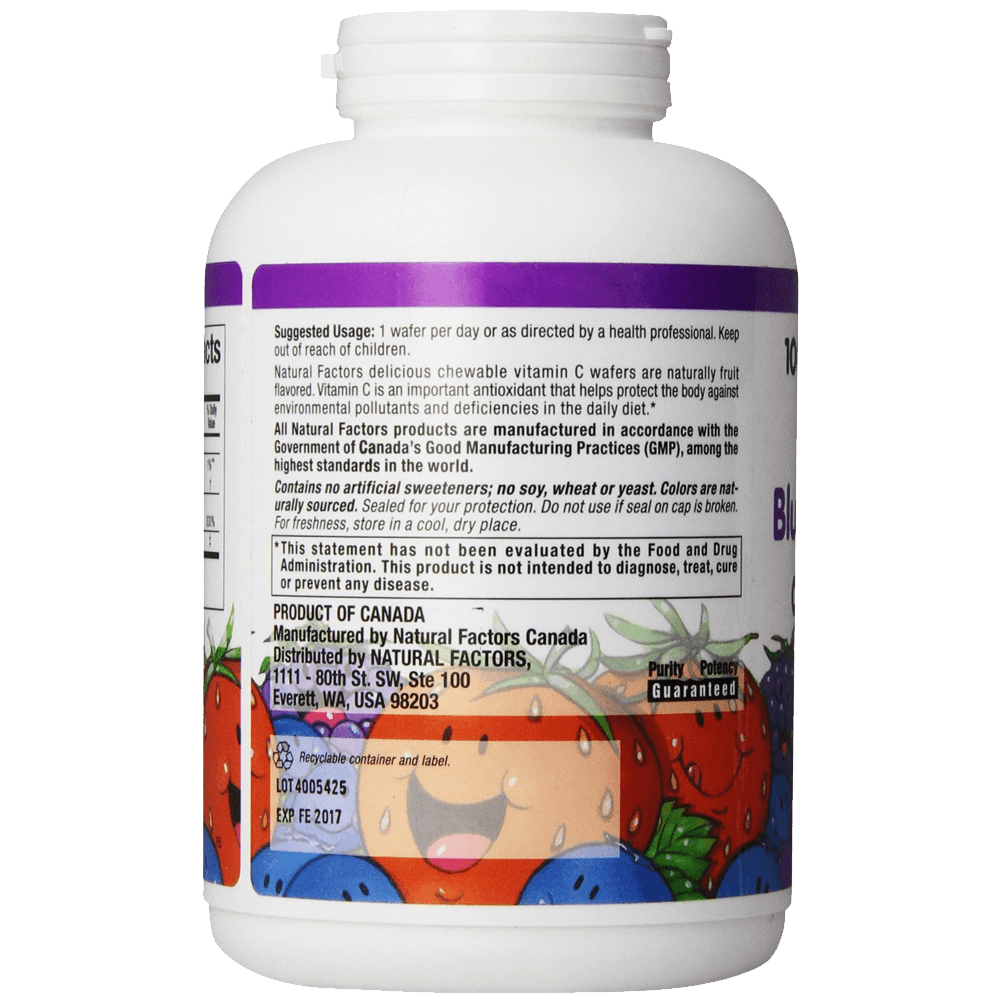 cts
% Daily
Value
1%**
†
100%
‡
Suggested Usage: 1 wafer per day or as directed by a health professional. Keep
out of reach of children.
Natural Factors delicious chewable vitamin C wafers are naturally fruit
flavored. Vitamin C is an important antioxidant that helps protect the body against
environmental pollutants and deficiencies in the daily diet.*
All Natural Factors products are manufactured in accordance with the
Government of Canada's Good Manufacturing Practices (GMP), among the
highest standards in the world.
Contains no artificial sweeteners; no soy, wheat or yeast. Colors are nat-
urally sourced. Sealed for your protection. Do not use if seal on cap is broken.
For freshness, store in a cool, dry place.
*This statement has not been evaluated by the Food and Drug
Administration. This product is not intended to diagnose, treat, cure
or prevent any disease.
PRODUCT OF CANADA
Manufactured by Natural Factors Canada
Distributed by NATURAL FACTORS,
1111 - 80th St. SW, Ste 100
Everett, WA, USA 98203
Purity Potency
Guaranteed
Recyclable container and label.
LOT 4005425
EXP FE 2017
10
Blu